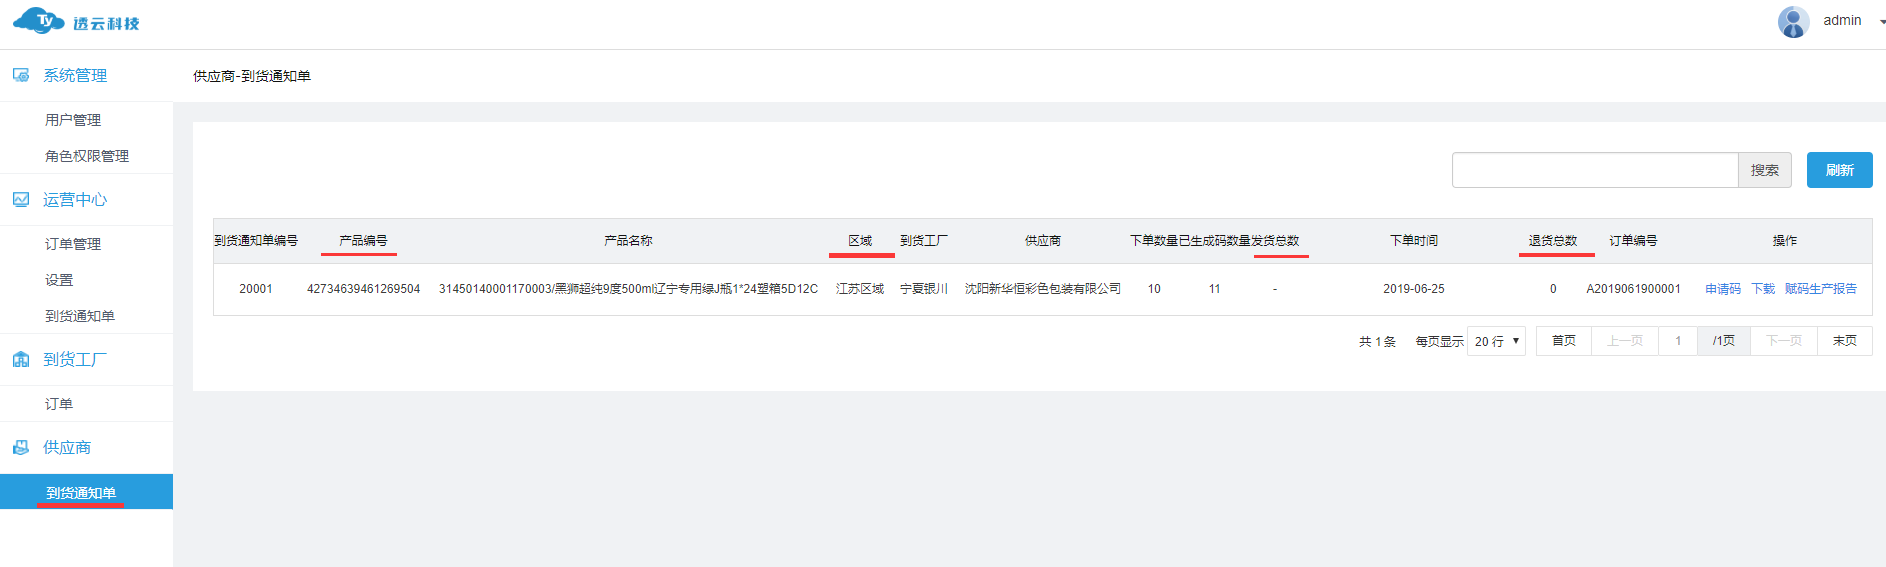 Ty 透云科技
admin
系统管理
供应商-到货通知单
用户管理
角色权限管理
运营中心
订单管理
设置
到货通知单
到货工厂
订单
供应商
到货通知单
搜索
刷新
到货通知单编号 产品编号 产品名称 区域 到货工厂 供应商 下单数量 已生成码数量 发货总数 下单时间 退货总数 订单编号 操作
20001 42734639461269504 31450140001170003/黑狮超纯9度500ml辽宁专用绿J瓶1*24塑箱5D12C 江苏区域 宁夏银川 沈阳新华恒彩色包装有限公司 10 11 - 2019-06-25 0 A2019061900001 申请码 下载 赋码生产报告
共 1 条 每页显示 20 行 首页 上一页 1 /1页 下一页 末页